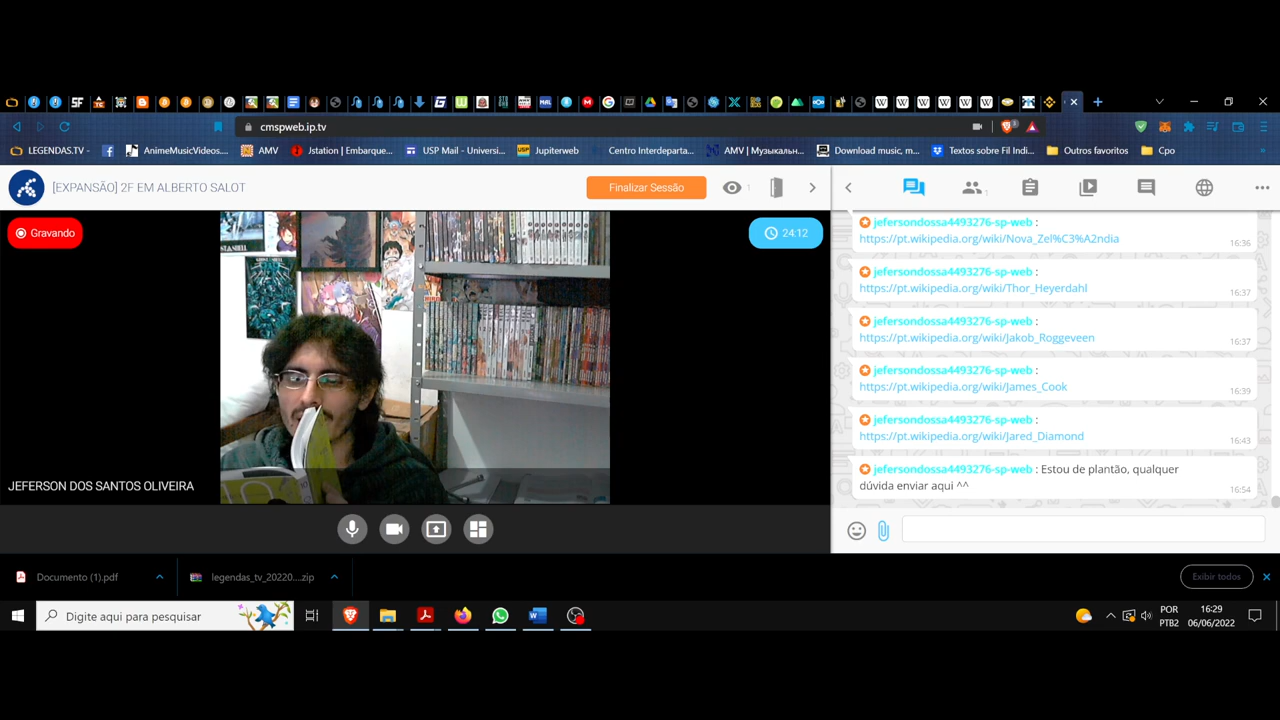 cmspweb.ip.tv
LEGENDAS.TV -
AnimeMusicVideos...
AMV
Jstation | Embarque...
USP Mail - Universi...
Jupiterweb
Centro Interdeparta...
AMV | Музыкальн...
Download music, m...
Textos sobre Fil Indi...
Outros favoritos
Cpo
[EXPANSÃO] 2F EM ALBERTO SALOT
Finalizar Sessão
1
1
Gravando
24:12
JEFERSON DOS SANTOS OLIVEIRA
jefersondossa4493276-sp-web :
https://pt.wikipedia.org/wiki/Nova_Zel%C3%A2ndia
16:36
jefersondossa4493276-sp-web :
https://pt.wikipedia.org/wiki/Thor_Heyerdahl
16:37
jefersondossa4493276-sp-web :
https://pt.wikipedia.org/wiki/Jakob_Roggeveen
16:37
jefersondossa4493276-sp-web :
https://pt.wikipedia.org/wiki/James_Cook
16:39
jefersondossa4493276-sp-web :
https://pt.wikipedia.org/wiki/Jared_Diamond
16:43
jefersondossa4493276-sp-web : Estou de plantão, qualquer
dúvida enviar aqui ^^
16:54
Documento (1).pdf
legendas_tv_20220....zip
Exibir todos
Digite aqui para pesquisar
POR
PTB2
16:29
06/06/2022